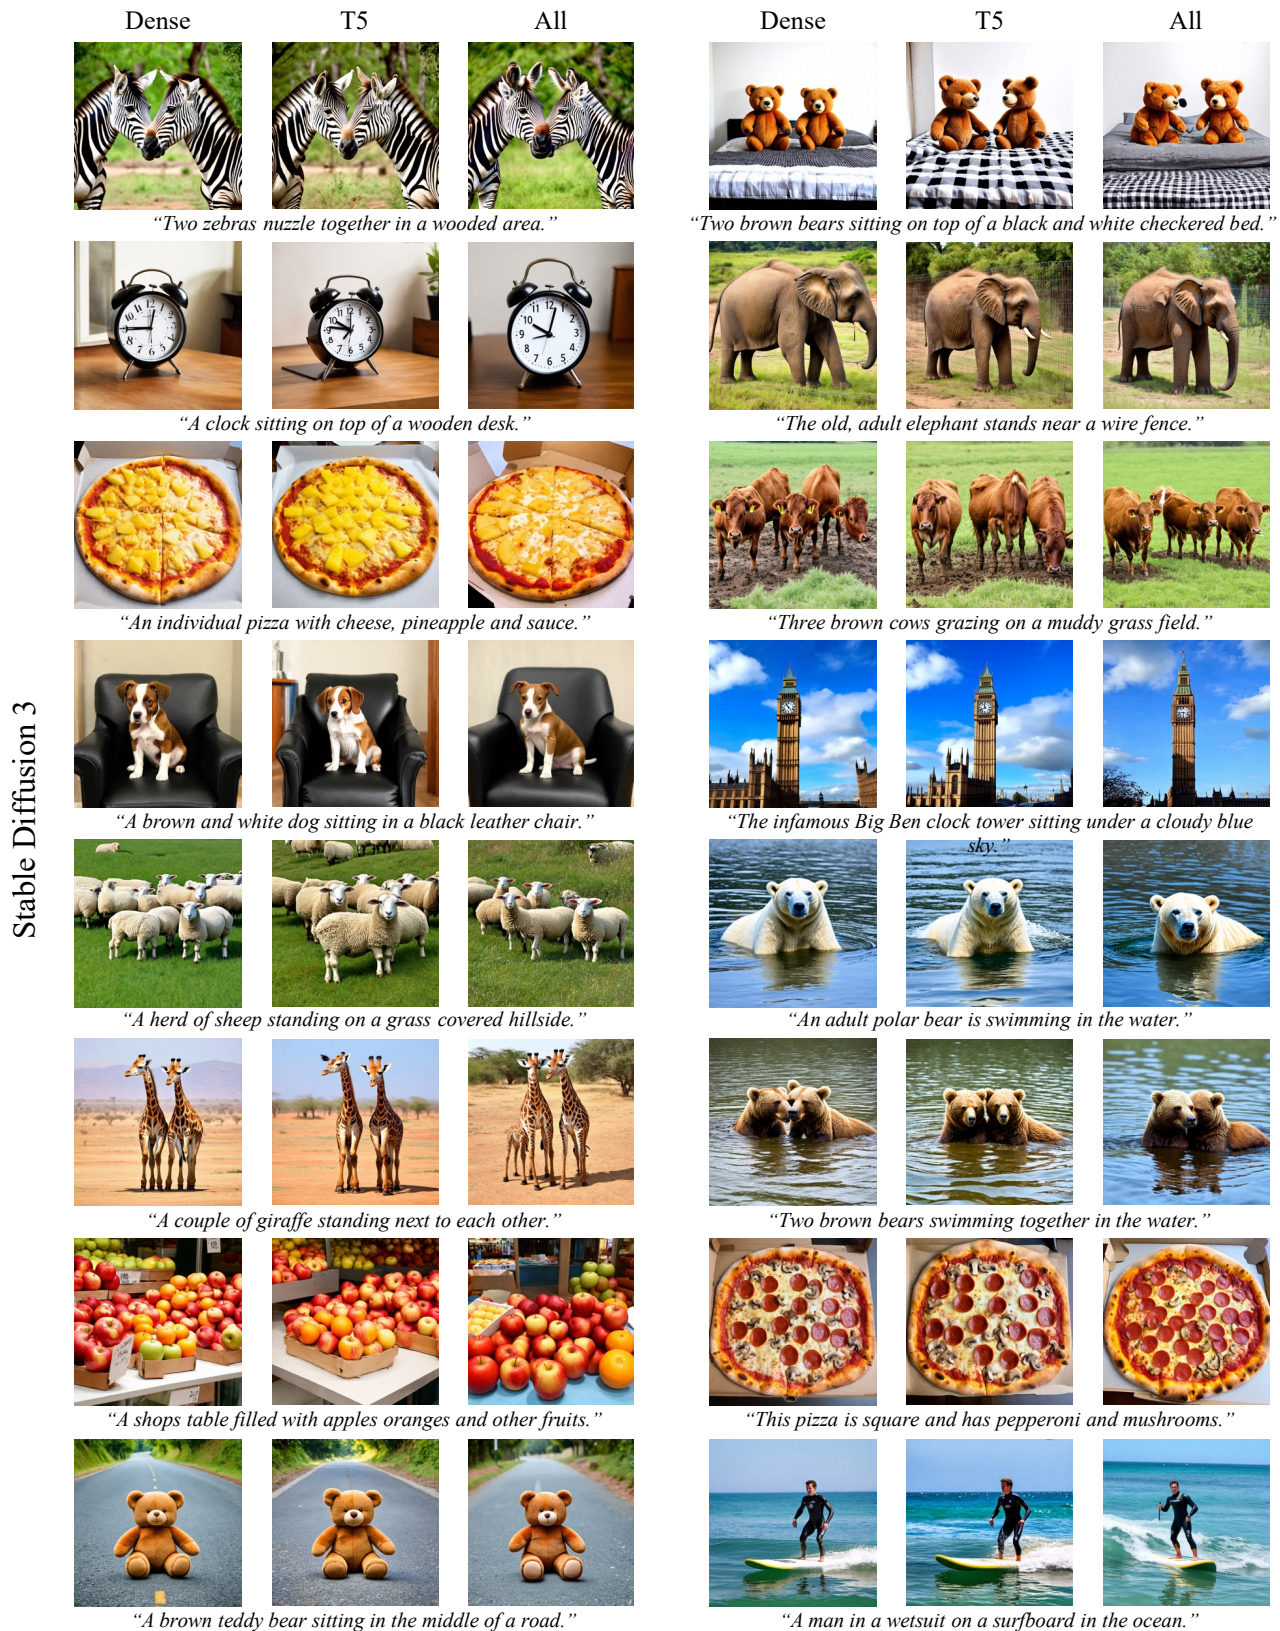 Dense T5 All Dense T5 All
“Two zebras nuzzle together in a wooded area.” “Two brown bears sitting on top of a black and white checkered bed.”
“A clock sitting on top of a wooden desk.” “The old, adult elephant stands near a wire fence.”
“An individual pizza with cheese, pineapple and sauce.” “Three brown cows grazing on a muddy grass field.”
Stable Diffusion 3
“A brown and white dog sitting in a black leather chair.” “The infamous Big Ben clock tower sitting under a cloudy blue
sky.”
“A herd of sheep standing on a grass covered hillside.” “An adult polar bear is swimming in the water.”
“A couple of giraffe standing next to each other.” “Two brown bears swimming together in the water.”
“A shops table filled with apples oranges and other fruits.” “This pizza is square and has pepperoni and mushrooms.”
“A brown teddy bear sitting in the middle of a road.” “A man in a wetsuit on a surfboard in the ocean.”